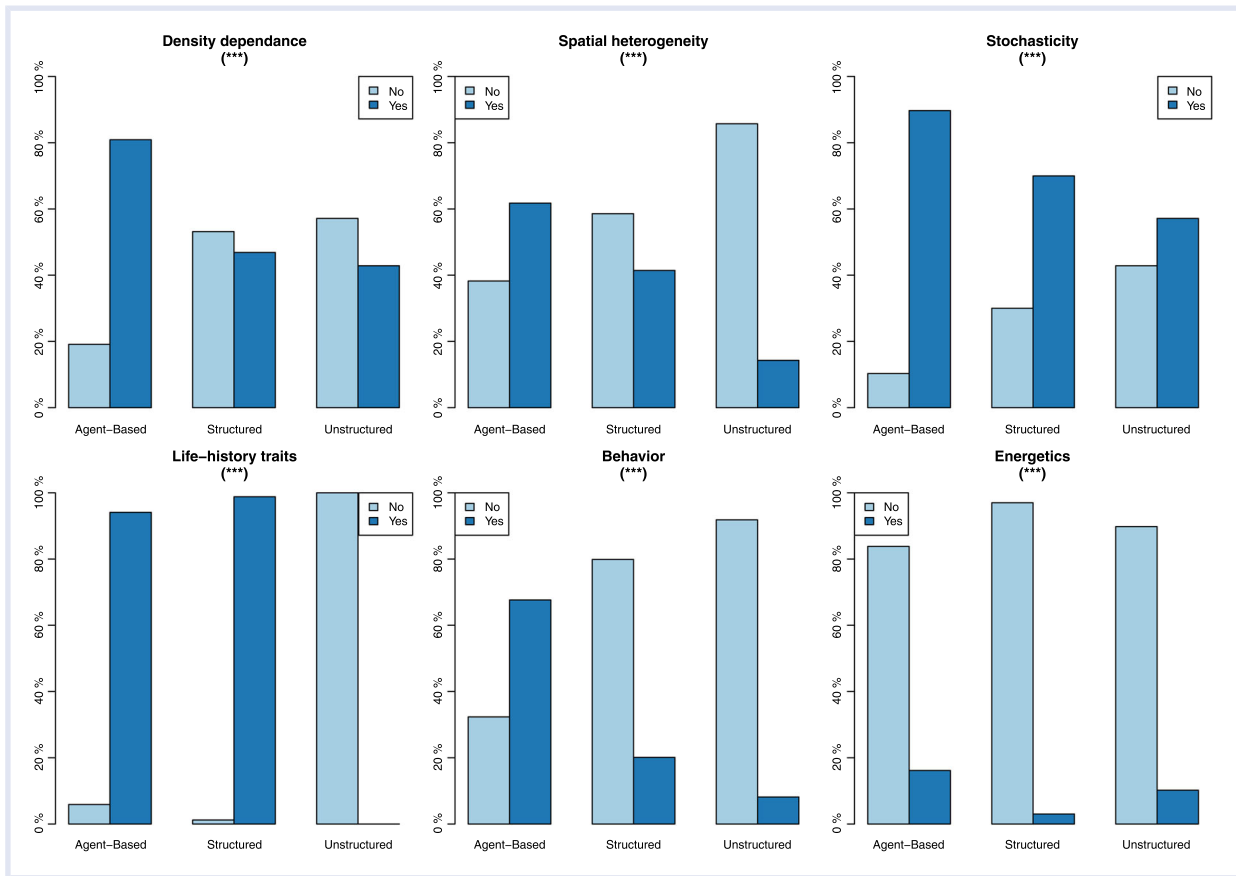 Density dependance
(***)
100 %
80 %
60 %
40 %
20 %
0 %
No
Yes
Agent−Based
Structured
Unstructured
Spatial heterogeneity
(***)
100 %
80 %
60 %
40 %
20 %
0 %
No
Yes
Agent−Based
Structured
Unstructured
Stochasticity
(***)
100 %
80 %
60 %
40 %
20 %
0 %
No
Yes
Agent−Based
Structured
Unstructured
Life−history traits
(***)
100 %
80 %
60 %
40 %
20 %
0 %
No
Yes
Agent−Based
Structured
Unstructured
Behavior
(***)
100 %
80 %
60 %
40 %
20 %
0 %
No
Yes
Agent−Based
Structured
Unstructured
Energetics
(***)
100 %
80 %
60 %
40 %
20 %
0 %
No
Yes
Agent−Based
Structured
Unstructured